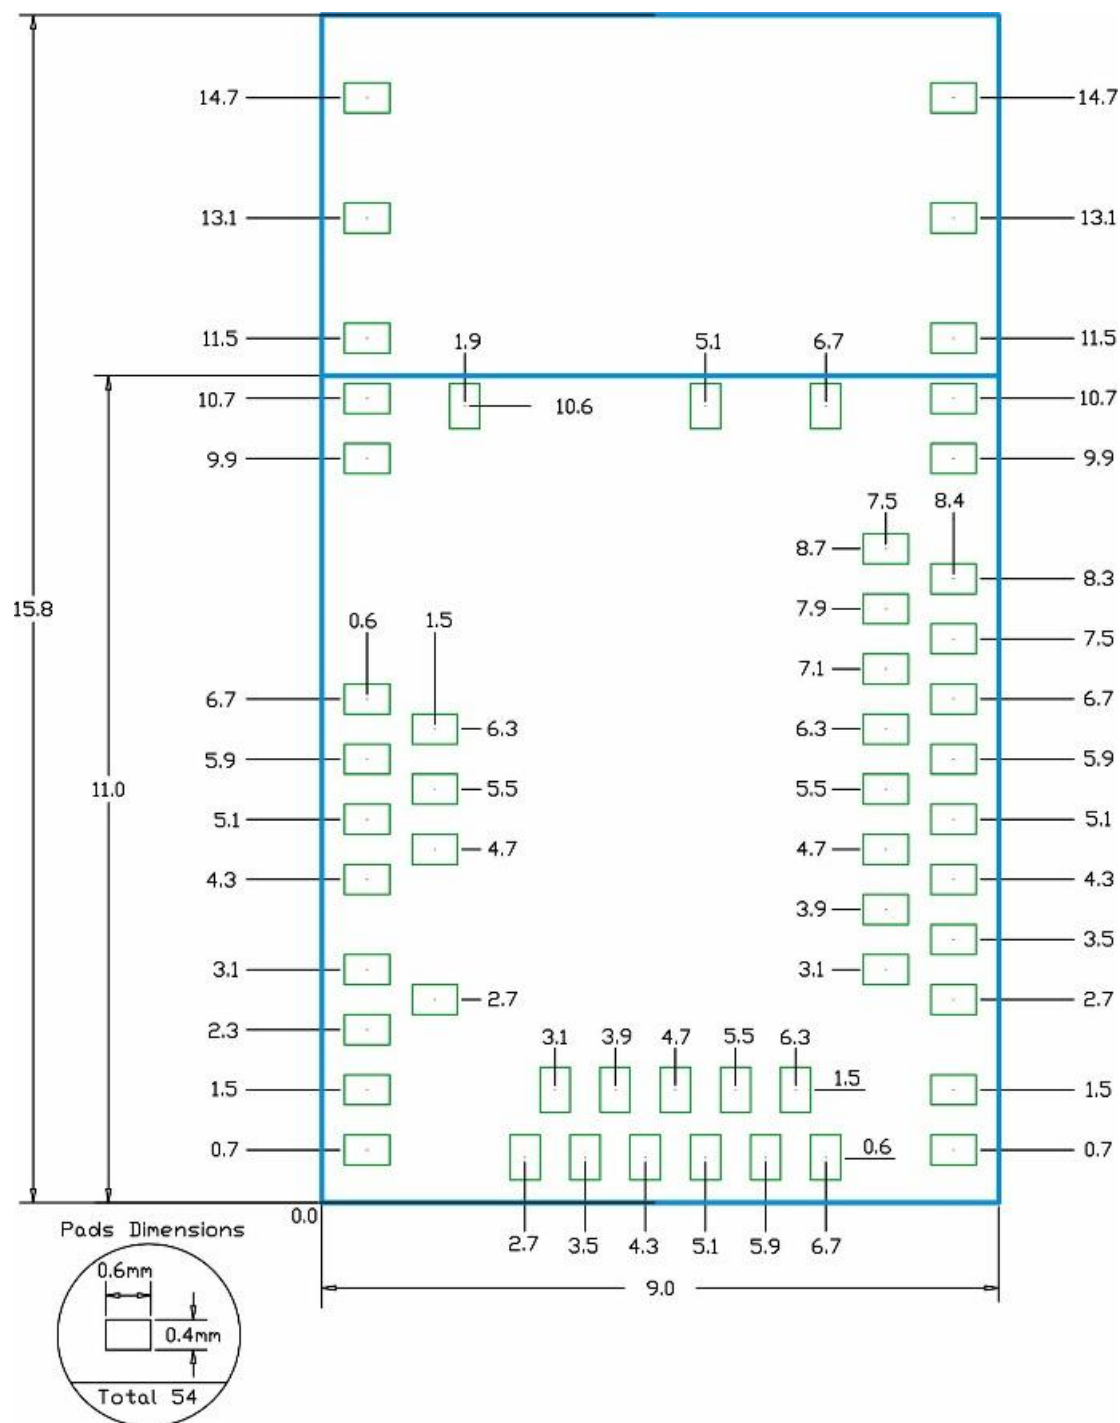 14.7 14.7
13.1 13.1
11.5 1.9 5.1 6.7 11.5
10.7 10.6 10.7
9.9 9.9
7.5 8.4
8.7
8.3
15.8 7.9
0.6 1.5 7.5
7.1
6.7 6.7
6.3 6.3
5.9 5.9
11.0 5.5 5.5
5.1 5.1
4.7 4.7
4.3 4.3
3.9
3.5
3.1 3.1
2.7 2.7
2.3 3.1 3.9 4.7 5.5 6.3
1.5 1.5 1.5
0.7 0.6 0.7
0.0
Pads Dimensions 2.7 3.5 4.3 5.1 5.9 6.7
0.6mm 9.0
0.4mm
Total 54